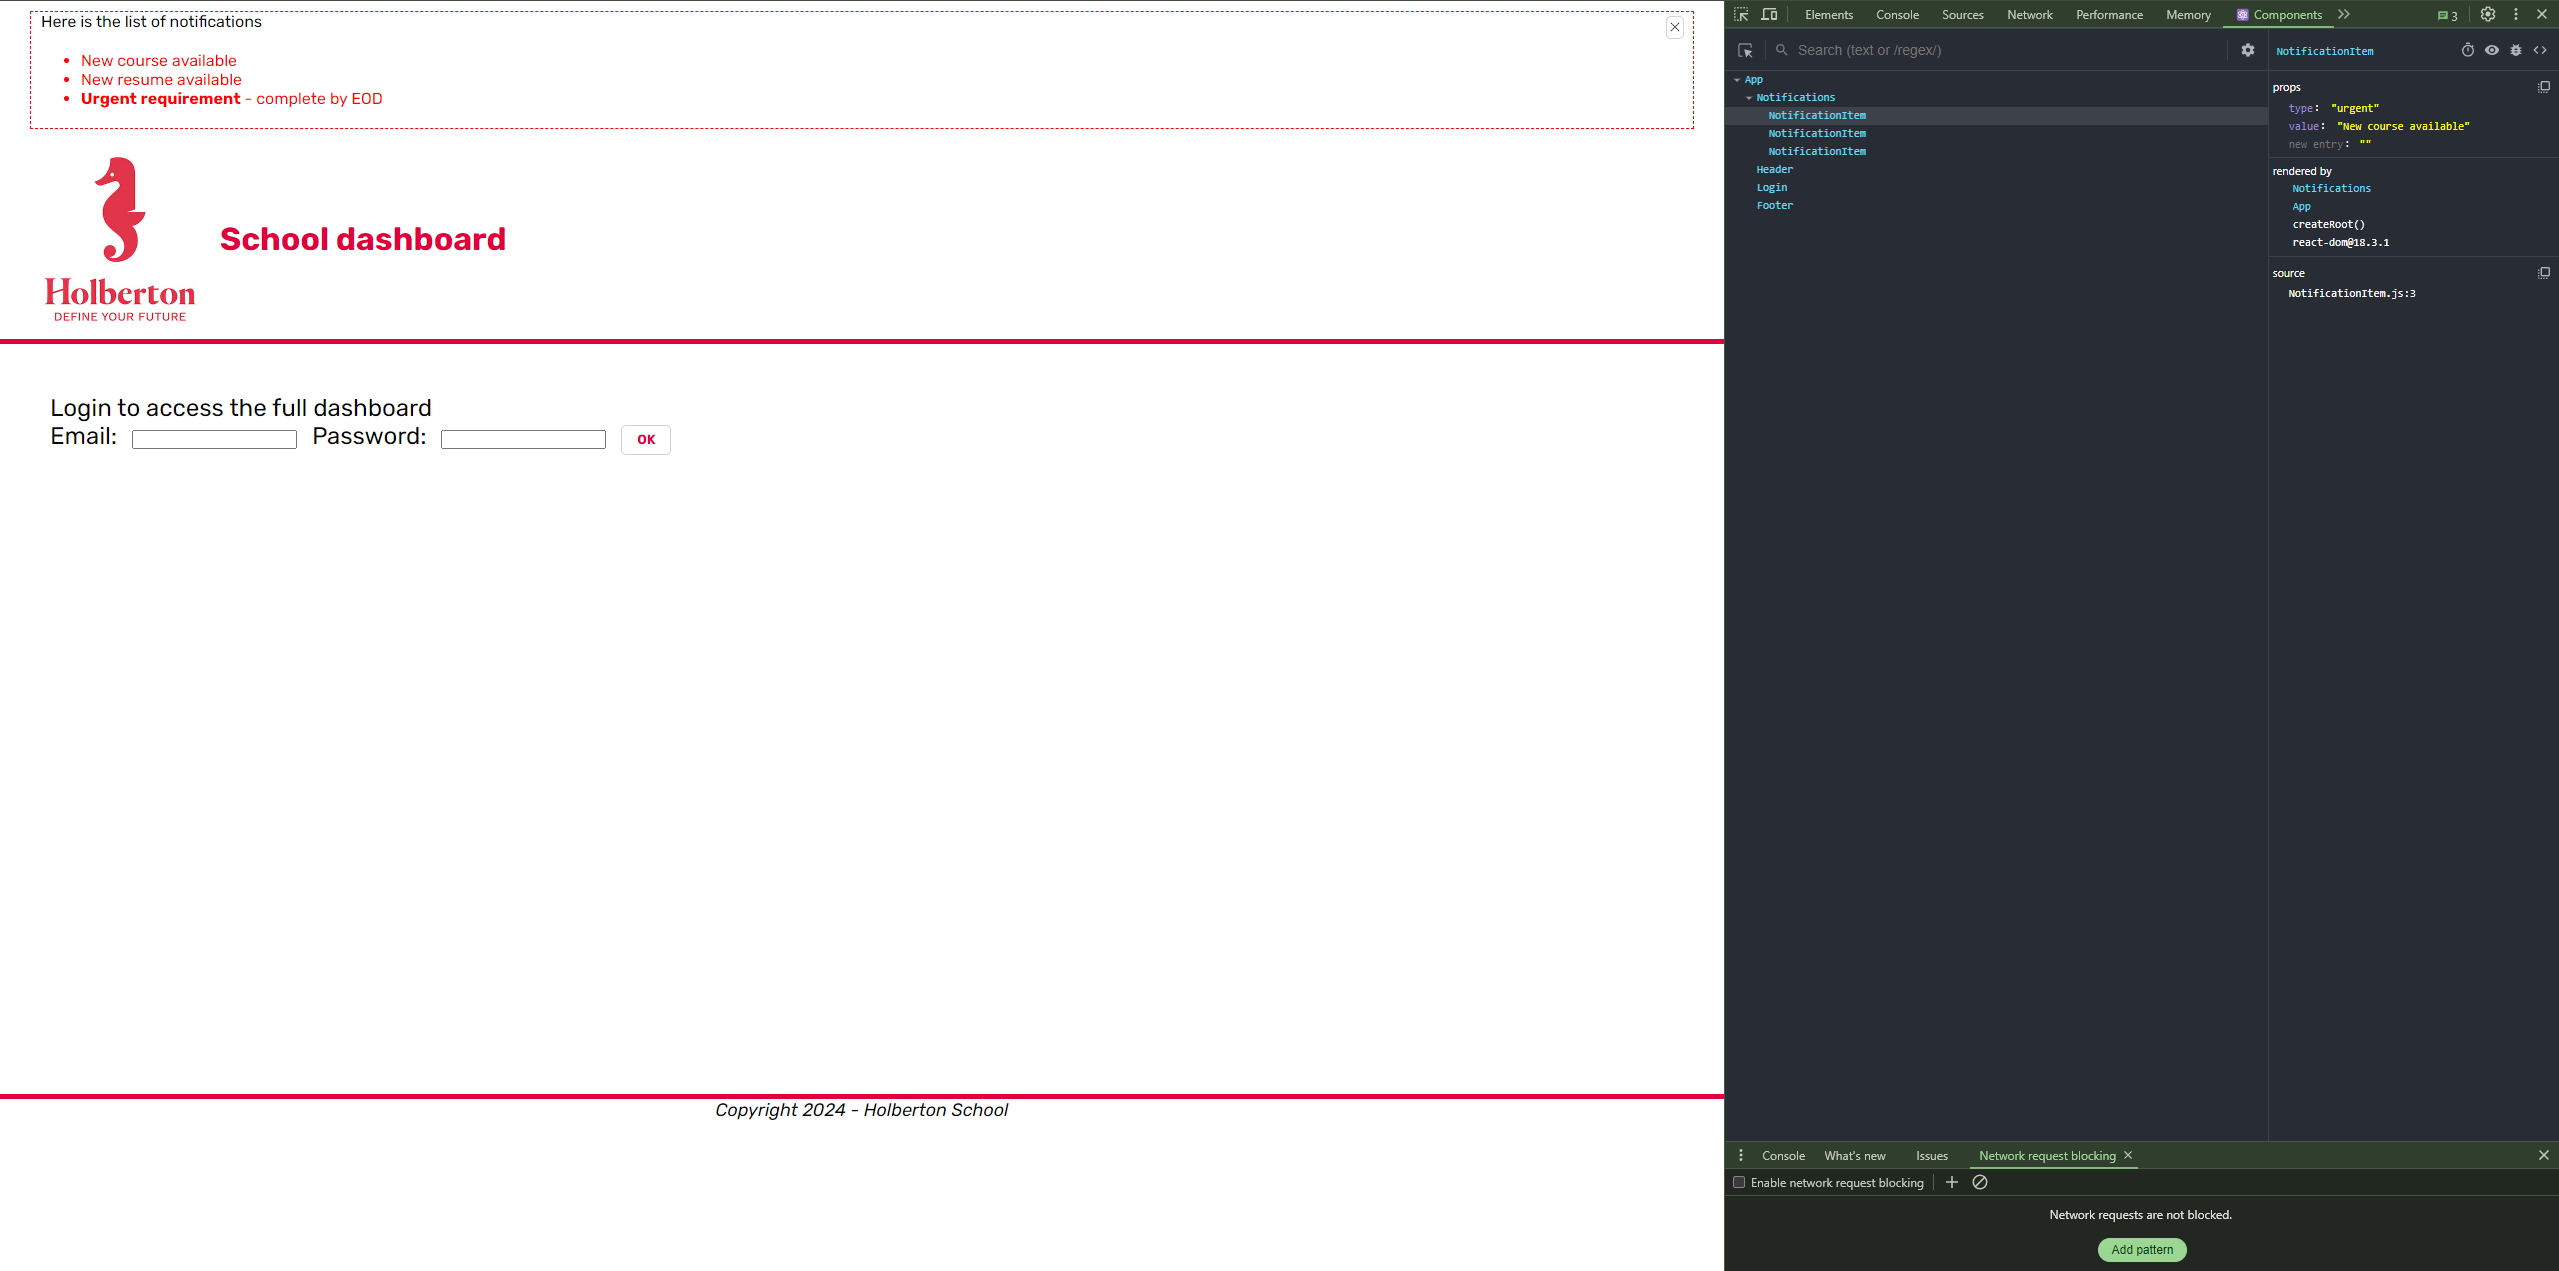 Here is the list of notifications
New course available
New resume available
Urgent requirement - complete by EOD
Holberton
DEFINE YOUR FUTURE
School dashboard
Login to access the full dashboard
Email: Password: OK
Copyright 2024 - Holberton School
Elements Console Sources Network Performance Memory Components 3
Search (text or /regex/)
App
Notifications
NotificationItem
NotificationItem
NotificationItem
Header
Login
Footer
NotificationItem
props
type: "urgent"
value: "New course available"
new entry: ""
rendered by
Notifications
App
createRoot()
react-dom@18.3.1
source
NotificationItem.js:3
Console What's new Issues Network request blocking
Enable network request blocking
Network requests are not blocked.
Add pattern